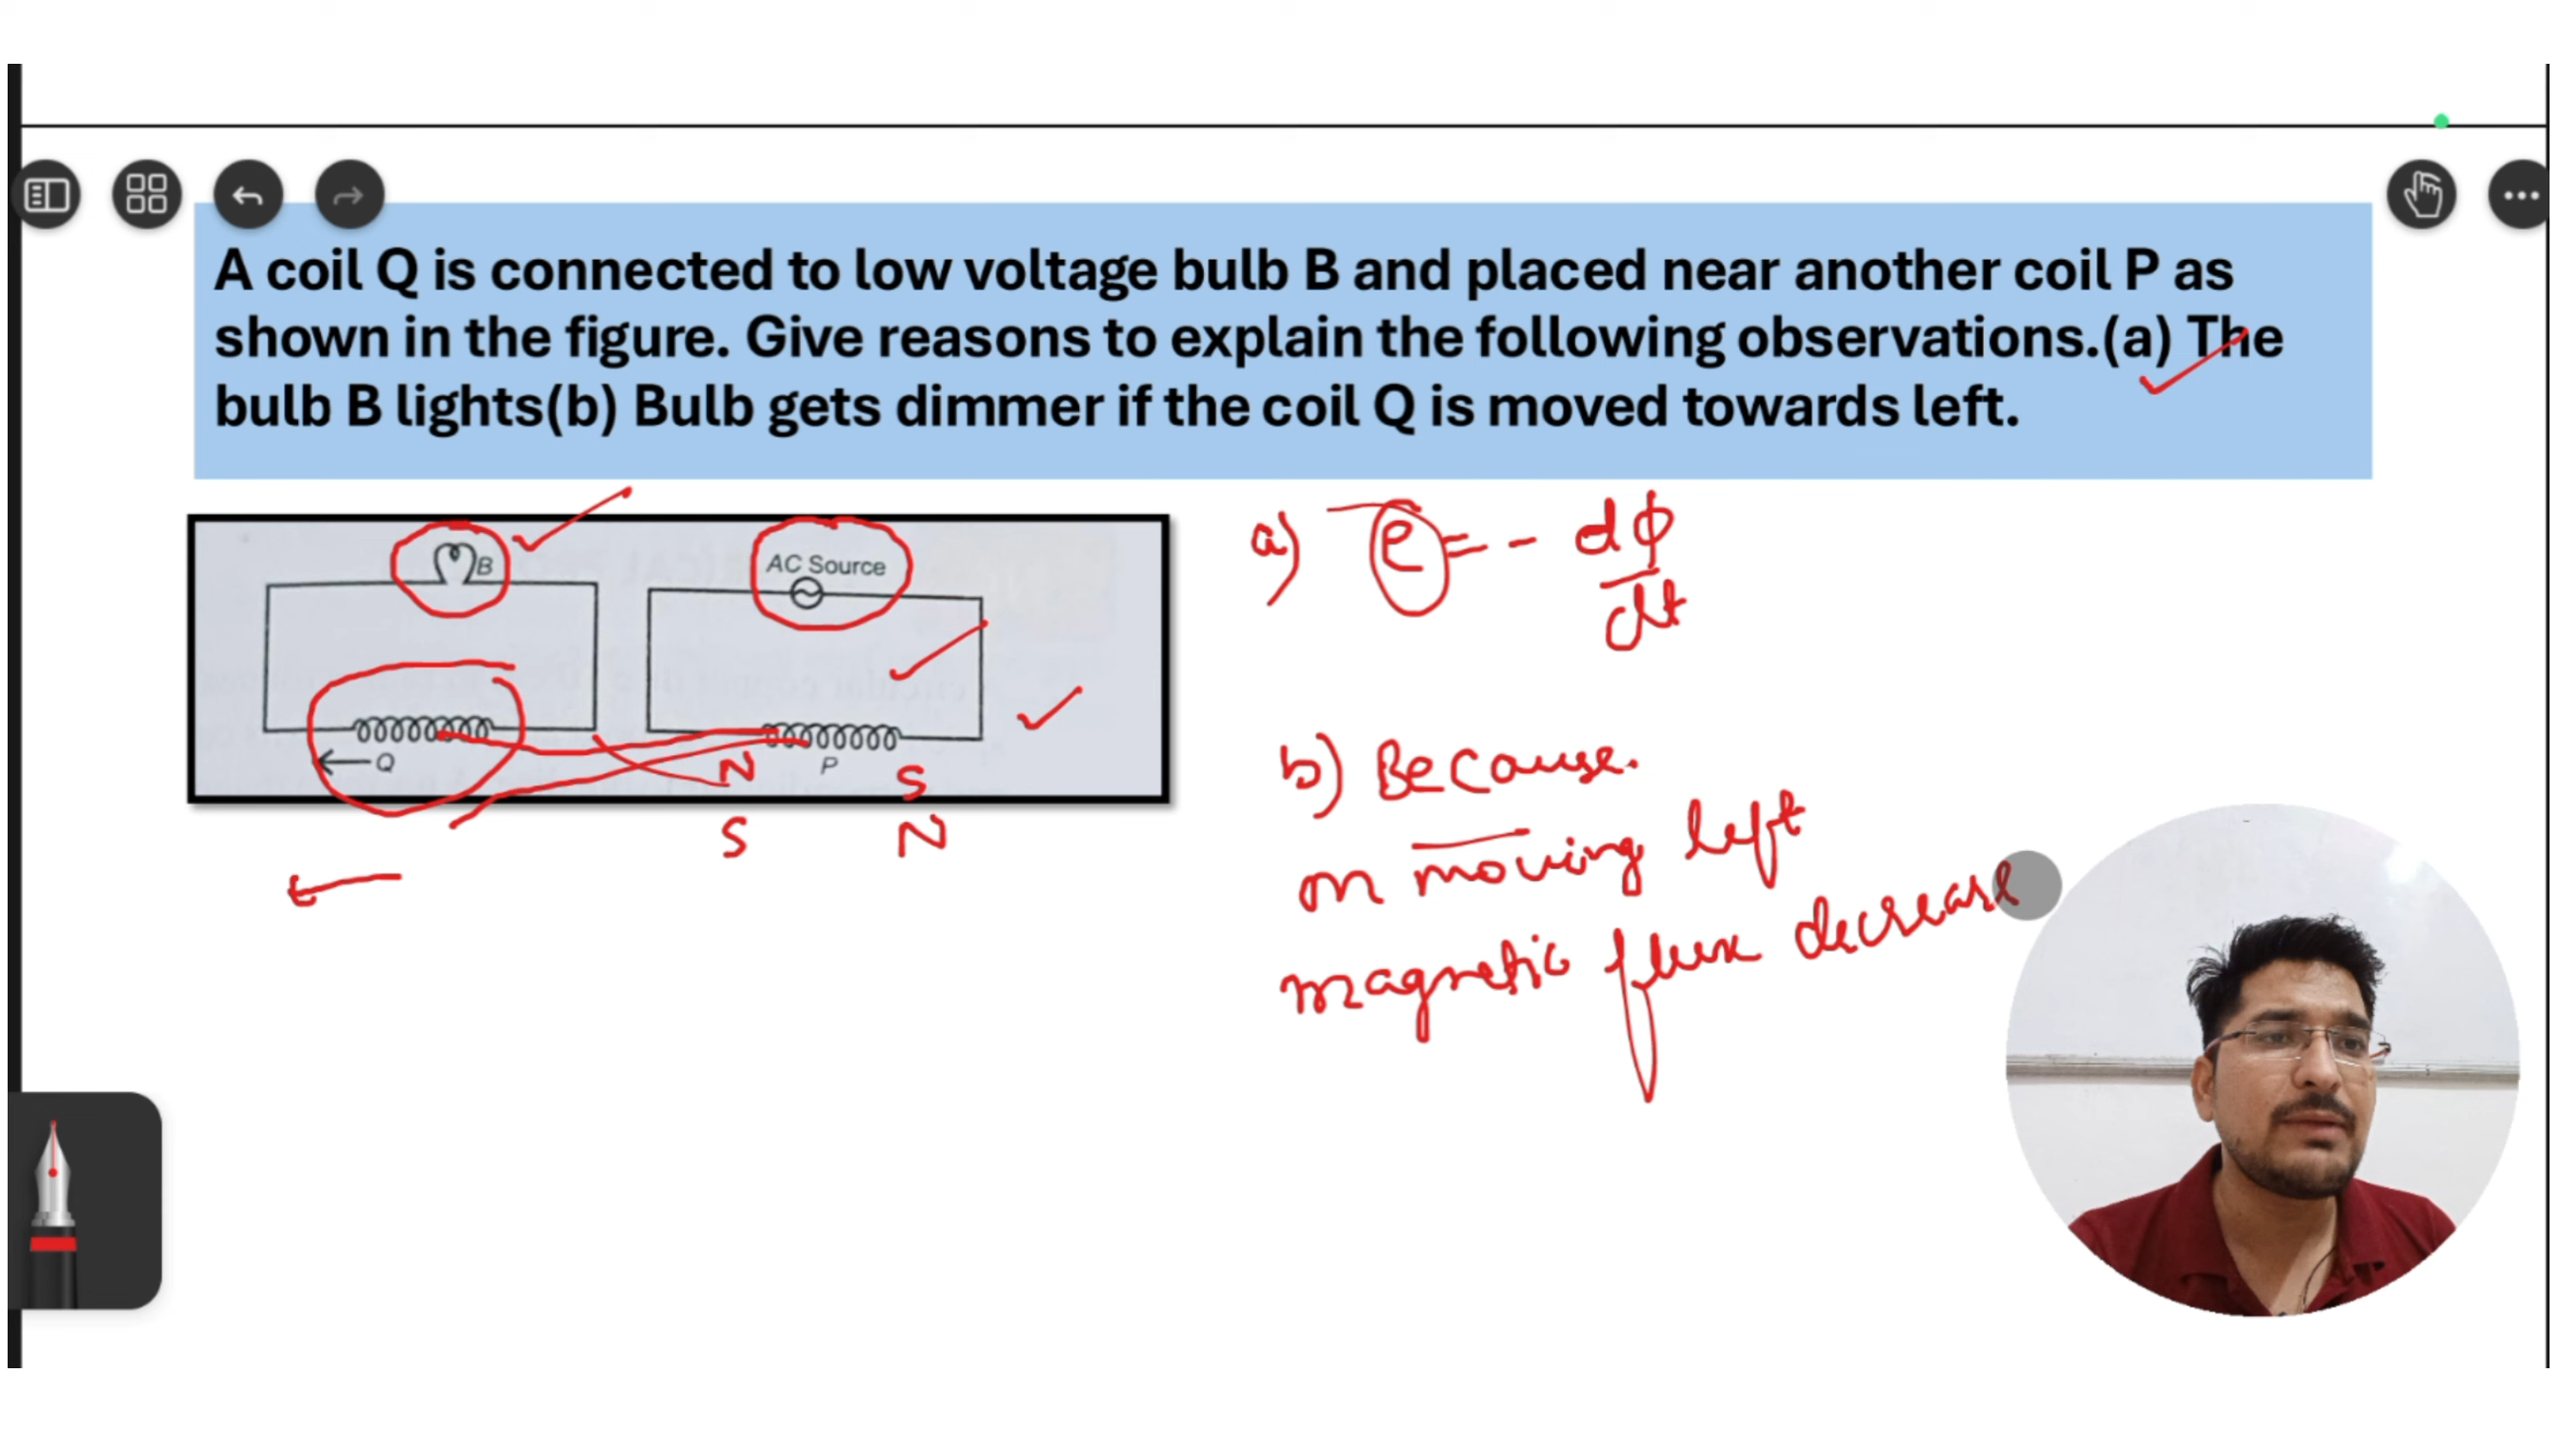 A coil Q is connected to low voltage bulb B and placed near another coil P as
shown in the figure. Give reasons to explain the following observations.(a) The
bulb B lights(b) Bulb gets dimmer if the coil Q is moved towards left.
B
AC Source
Q
N
P
S
S
N
a) e = - dφ
dt
b) Because.
on moving left
magnetic flux decrease